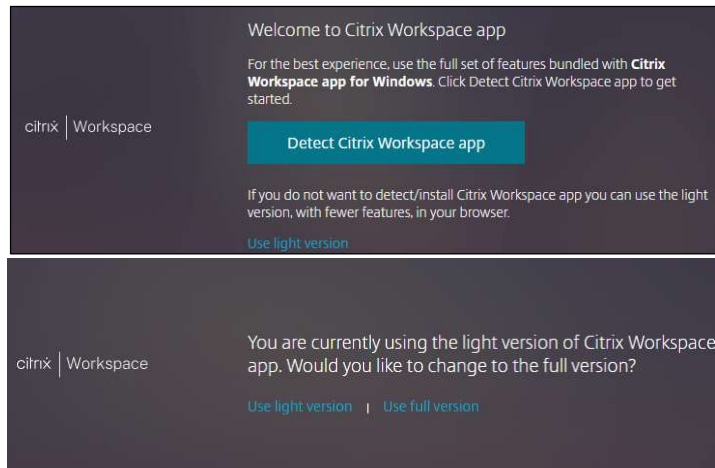 Welcome to Citrix Workspace app
For the best experience, use the full set of features bundled with Citrix
Workspace app for Windows. Click Detect Citrix Workspace app to get
started.
citrix | Workspace
Detect Citrix Workspace app
If you do not want to detect/install Citrix Workspace app you can use the light
version, with fewer features, in your browser.
Use light version
You are currently using the light version of Citrix Workspace
app. Would you like to change to the full version?
citrix | Workspace
Use light version | Use full version